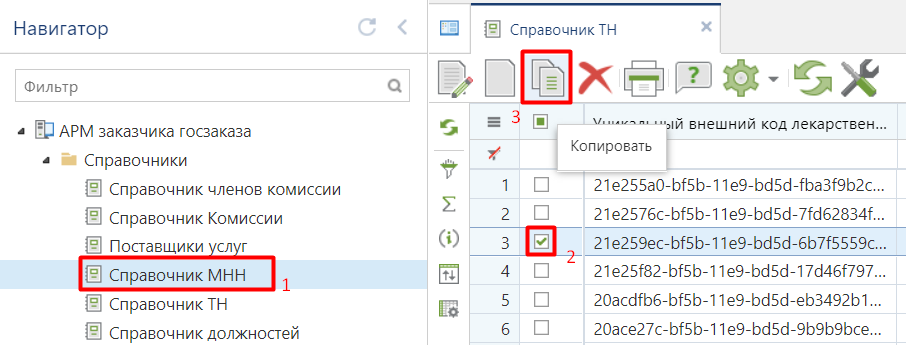 Навигатор
Фильтр
АРМ заказчика госзаказа
Справочники
Справочник членов комиссии
Справочник Комиссии
Поставщики услуг
Справочник МНН
1
Справочник ТН
Справочник должностей
Справочник ТН
3
Уникальный внешний код лекарствен...
Копировать
1 21e255a0-bf5b-11e9-bd5d-fba3f9b2c...
2 21e2576c-bf5b-11e9-bd5d-7fd62834f...
3 21e259ec-bf5b-11e9-bd5d-6b7f5559c...
2
4 21e25f82-bf5b-11e9-bd5d-17d46f797...
5 20acdfb6-bf5b-11e9-bd5d-eb3492b1...
6 20ace27c-bf5b-11e9-bd5d-9b9b9bce...